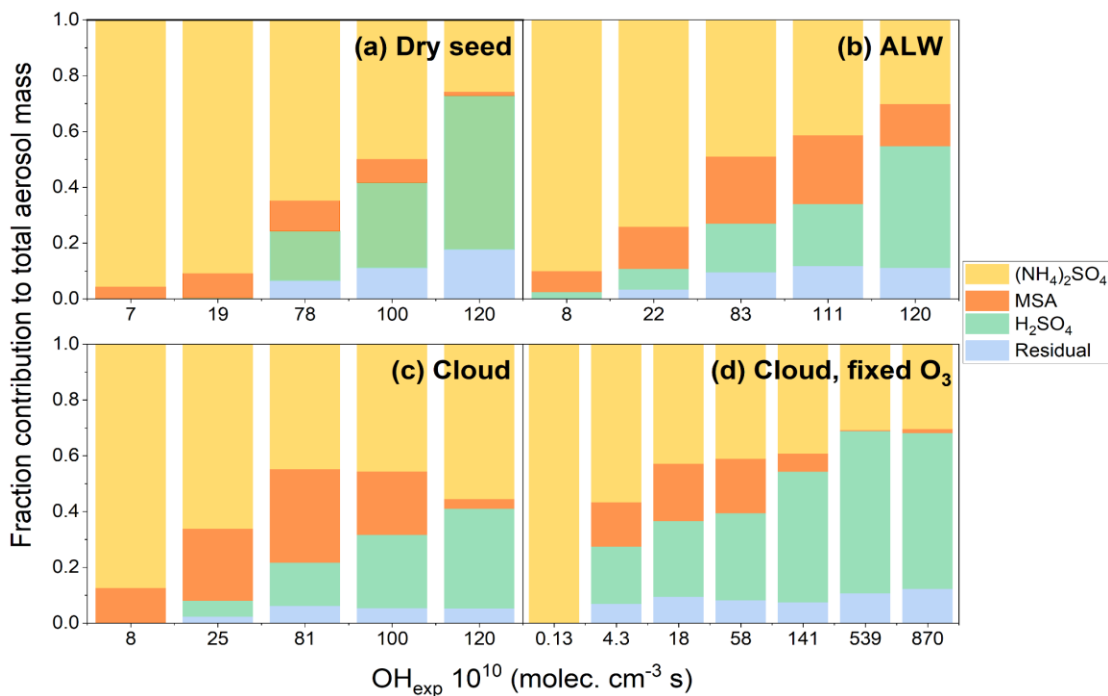 Fraction contribution to total aerosol mass
1.0
0.8
0.6
0.4
0.2
0.0
(a) Dry seed
7 19 78 100 120
(b) ALW
8 22 83 111 120
1.0
0.8
0.6
0.4
0.2
0.0
(c) Cloud
8 25 81 100 120
(d) Cloud, fixed O₃
0.13 4.3 18 58 141 539 870
OH_exp 10¹⁰ (molec. cm⁻³ s)
(NH₄)₂SO₄
MSA
H₂SO₄
Residual